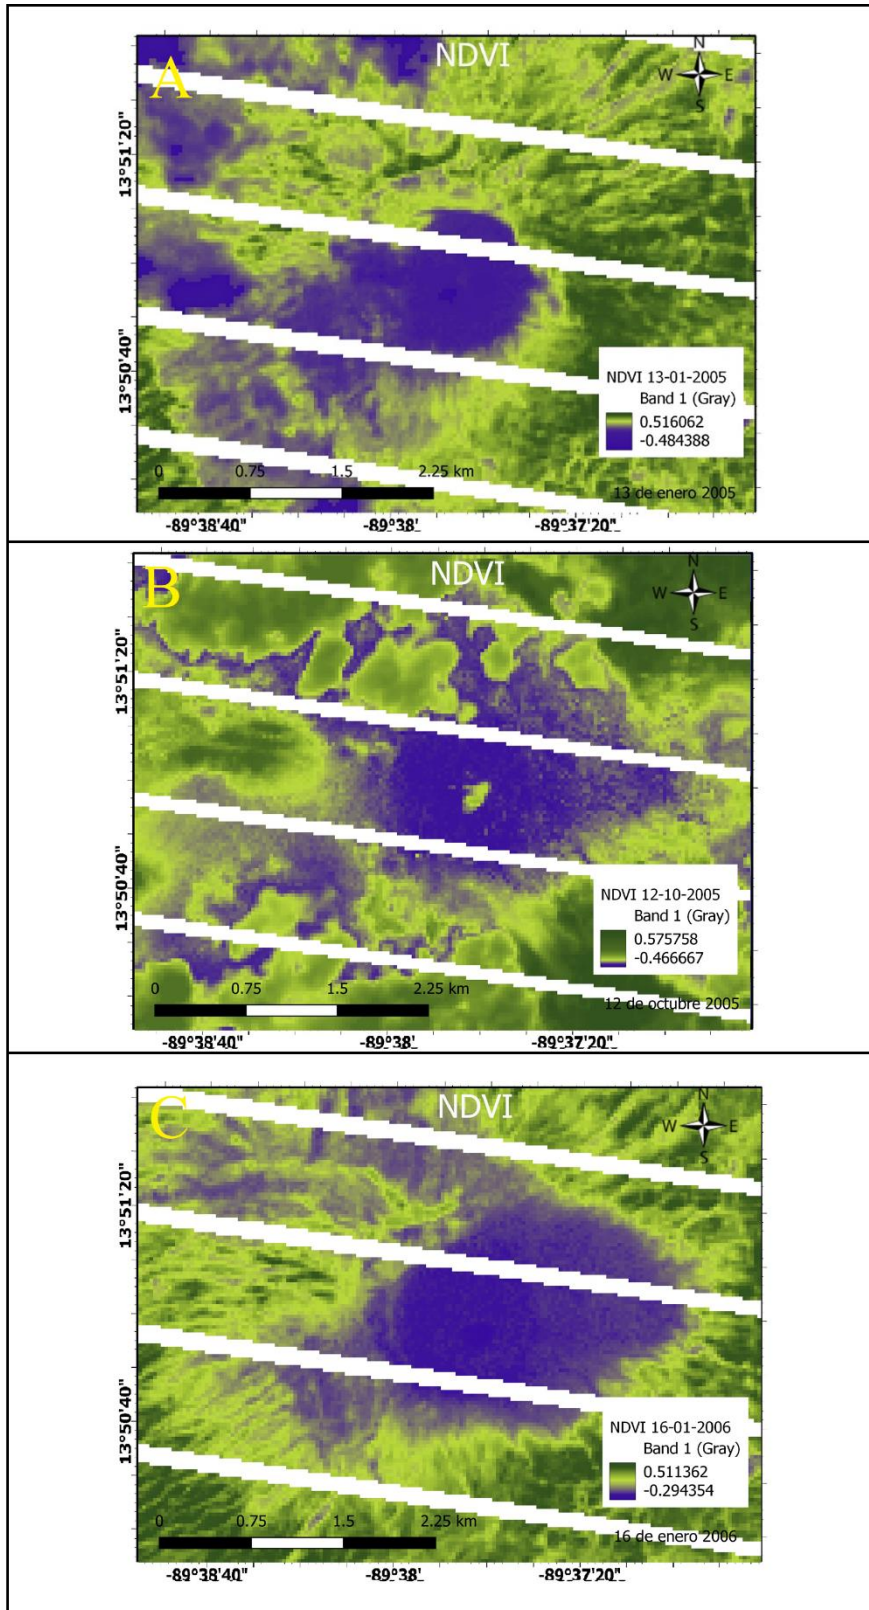 NDVI
A
N
W E
S
13°51'20"
13°50'40"
NDVI 13-01-2005
Band 1 (Gray)
0.516062
-0.484388
0 0.75 1.5 2.25 km
13 de enero 2005
-89°38'40" -89°38' -89°37'20"
NDVI
B
N
W E
S
13°51'20"
13°50'40"
NDVI 12-10-2005
Band 1 (Gray)
0.575758
-0.466667
0 0.75 1.5 2.25 km
12 de octubre 2005
-89°38'40" -89°38' -89°37'20"
NDVI
C
N
W E
S
13°51'20"
13°50'40"
NDVI 16-01-2006
Band 1 (Gray)
0.511362
-0.294354
0 0.75 1.5 2.25 km
16 de enero 2006
-89°38'40" -89°38' -89°37'20"